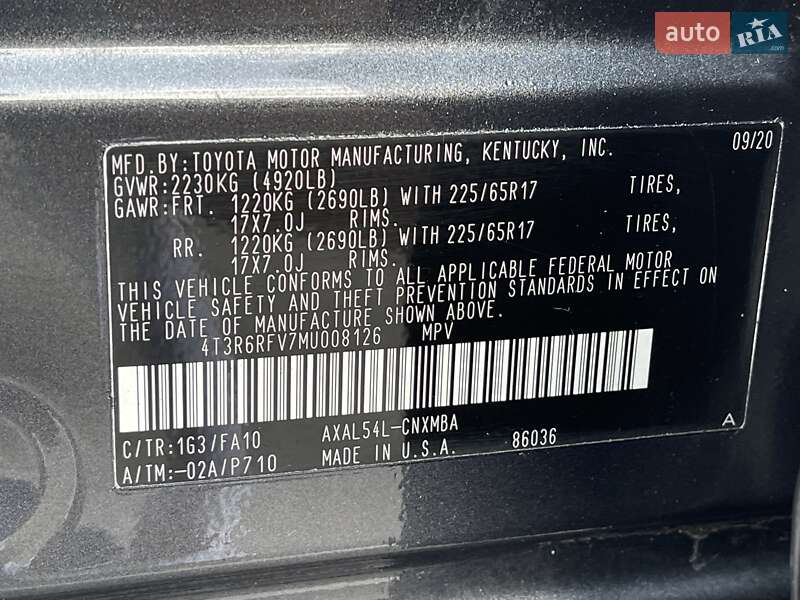 auto RIA.com
MFD.BY:TOYOTA MOTOR MANUFACTURING, KENTUCKY, INC. 09/20
GVWR:2230KG (4920LB)
GAWR:FRT. 1220KG (2690LB) WITH 225/65R17 TIRES,
17X7.0J RIMS.
RR. 1220KG (2690LB) WITH 225/65R17 TIRES,
17X7.0J RIMS.
THIS VEHICLE CONFORMS TO ALL APPLICABLE FEDERAL MOTOR
VEHICLE SAFETY AND THEFT PREVENTION STANDARDS IN EFFECT ON
THE DATE OF MANUFACTURE SHOWN ABOVE.
4T3R6RFV7MU008126 MPV
C/TR:1G3/FA10 AXAL54L-CNXMBA A
A/TM:-02A/P710 MADE IN U.S.A. 86036